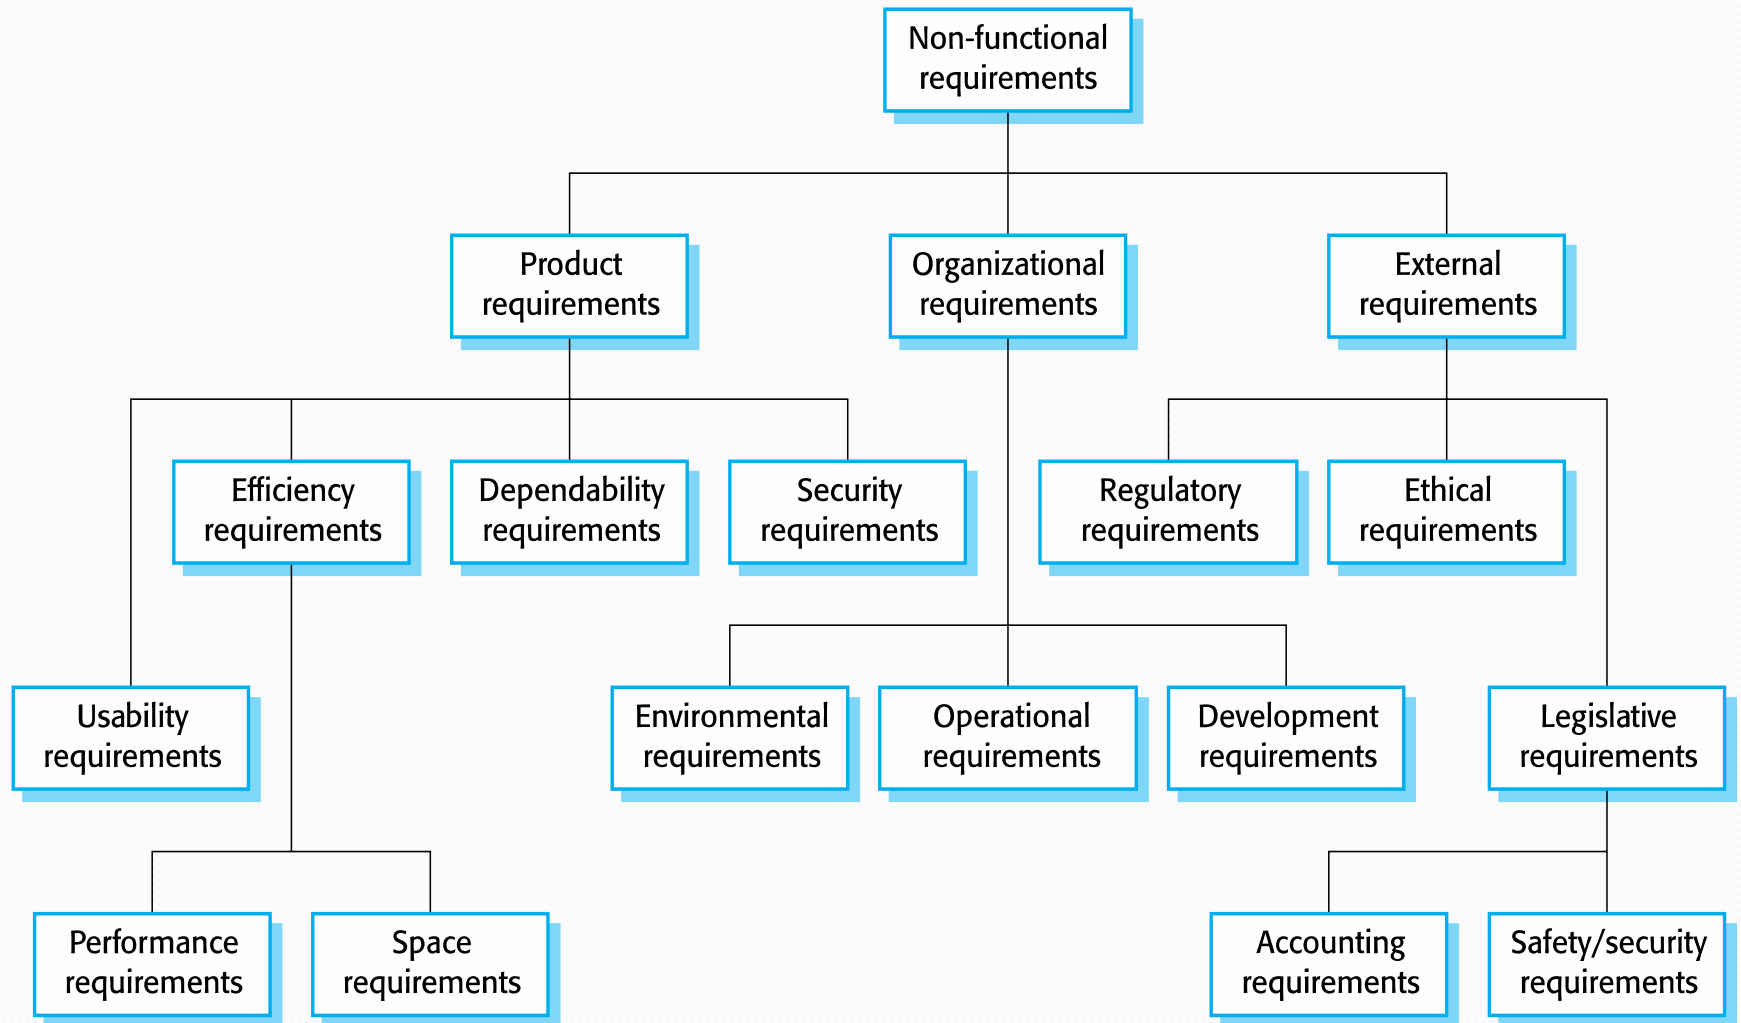 Non-functional
requirements
Product
requirements
Organizational
requirements
External
requirements
Efficiency
requirements
Dependability
requirements
Security
requirements
Regulatory
requirements
Ethical
requirements
Usability
requirements
Environmental
requirements
Operational
requirements
Development
requirements
Legislative
requirements
Performance
requirements
Space
requirements
Accounting
requirements
Safety/security
requirements